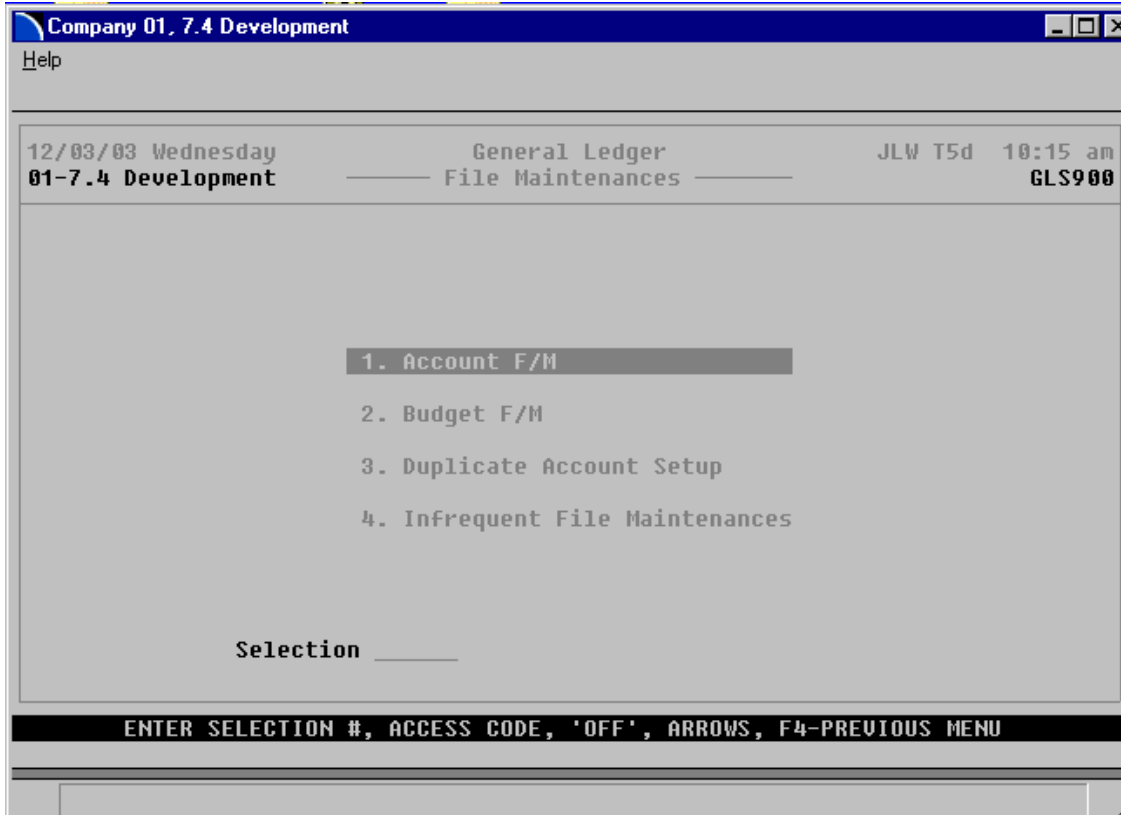 Company 01, 7.4 Development
Help
12/03/03 Wednesday General Ledger JLW T5d 10:15 am
01-7.4 Development File Maintenances GLS900
1. Account F/M
2. Budget F/M
3. Duplicate Account Setup
4. Infrequent File Maintenances
Selection ______
ENTER SELECTION #, ACCESS CODE, 'OFF', ARROWS, F4-PREVIOUS MENU